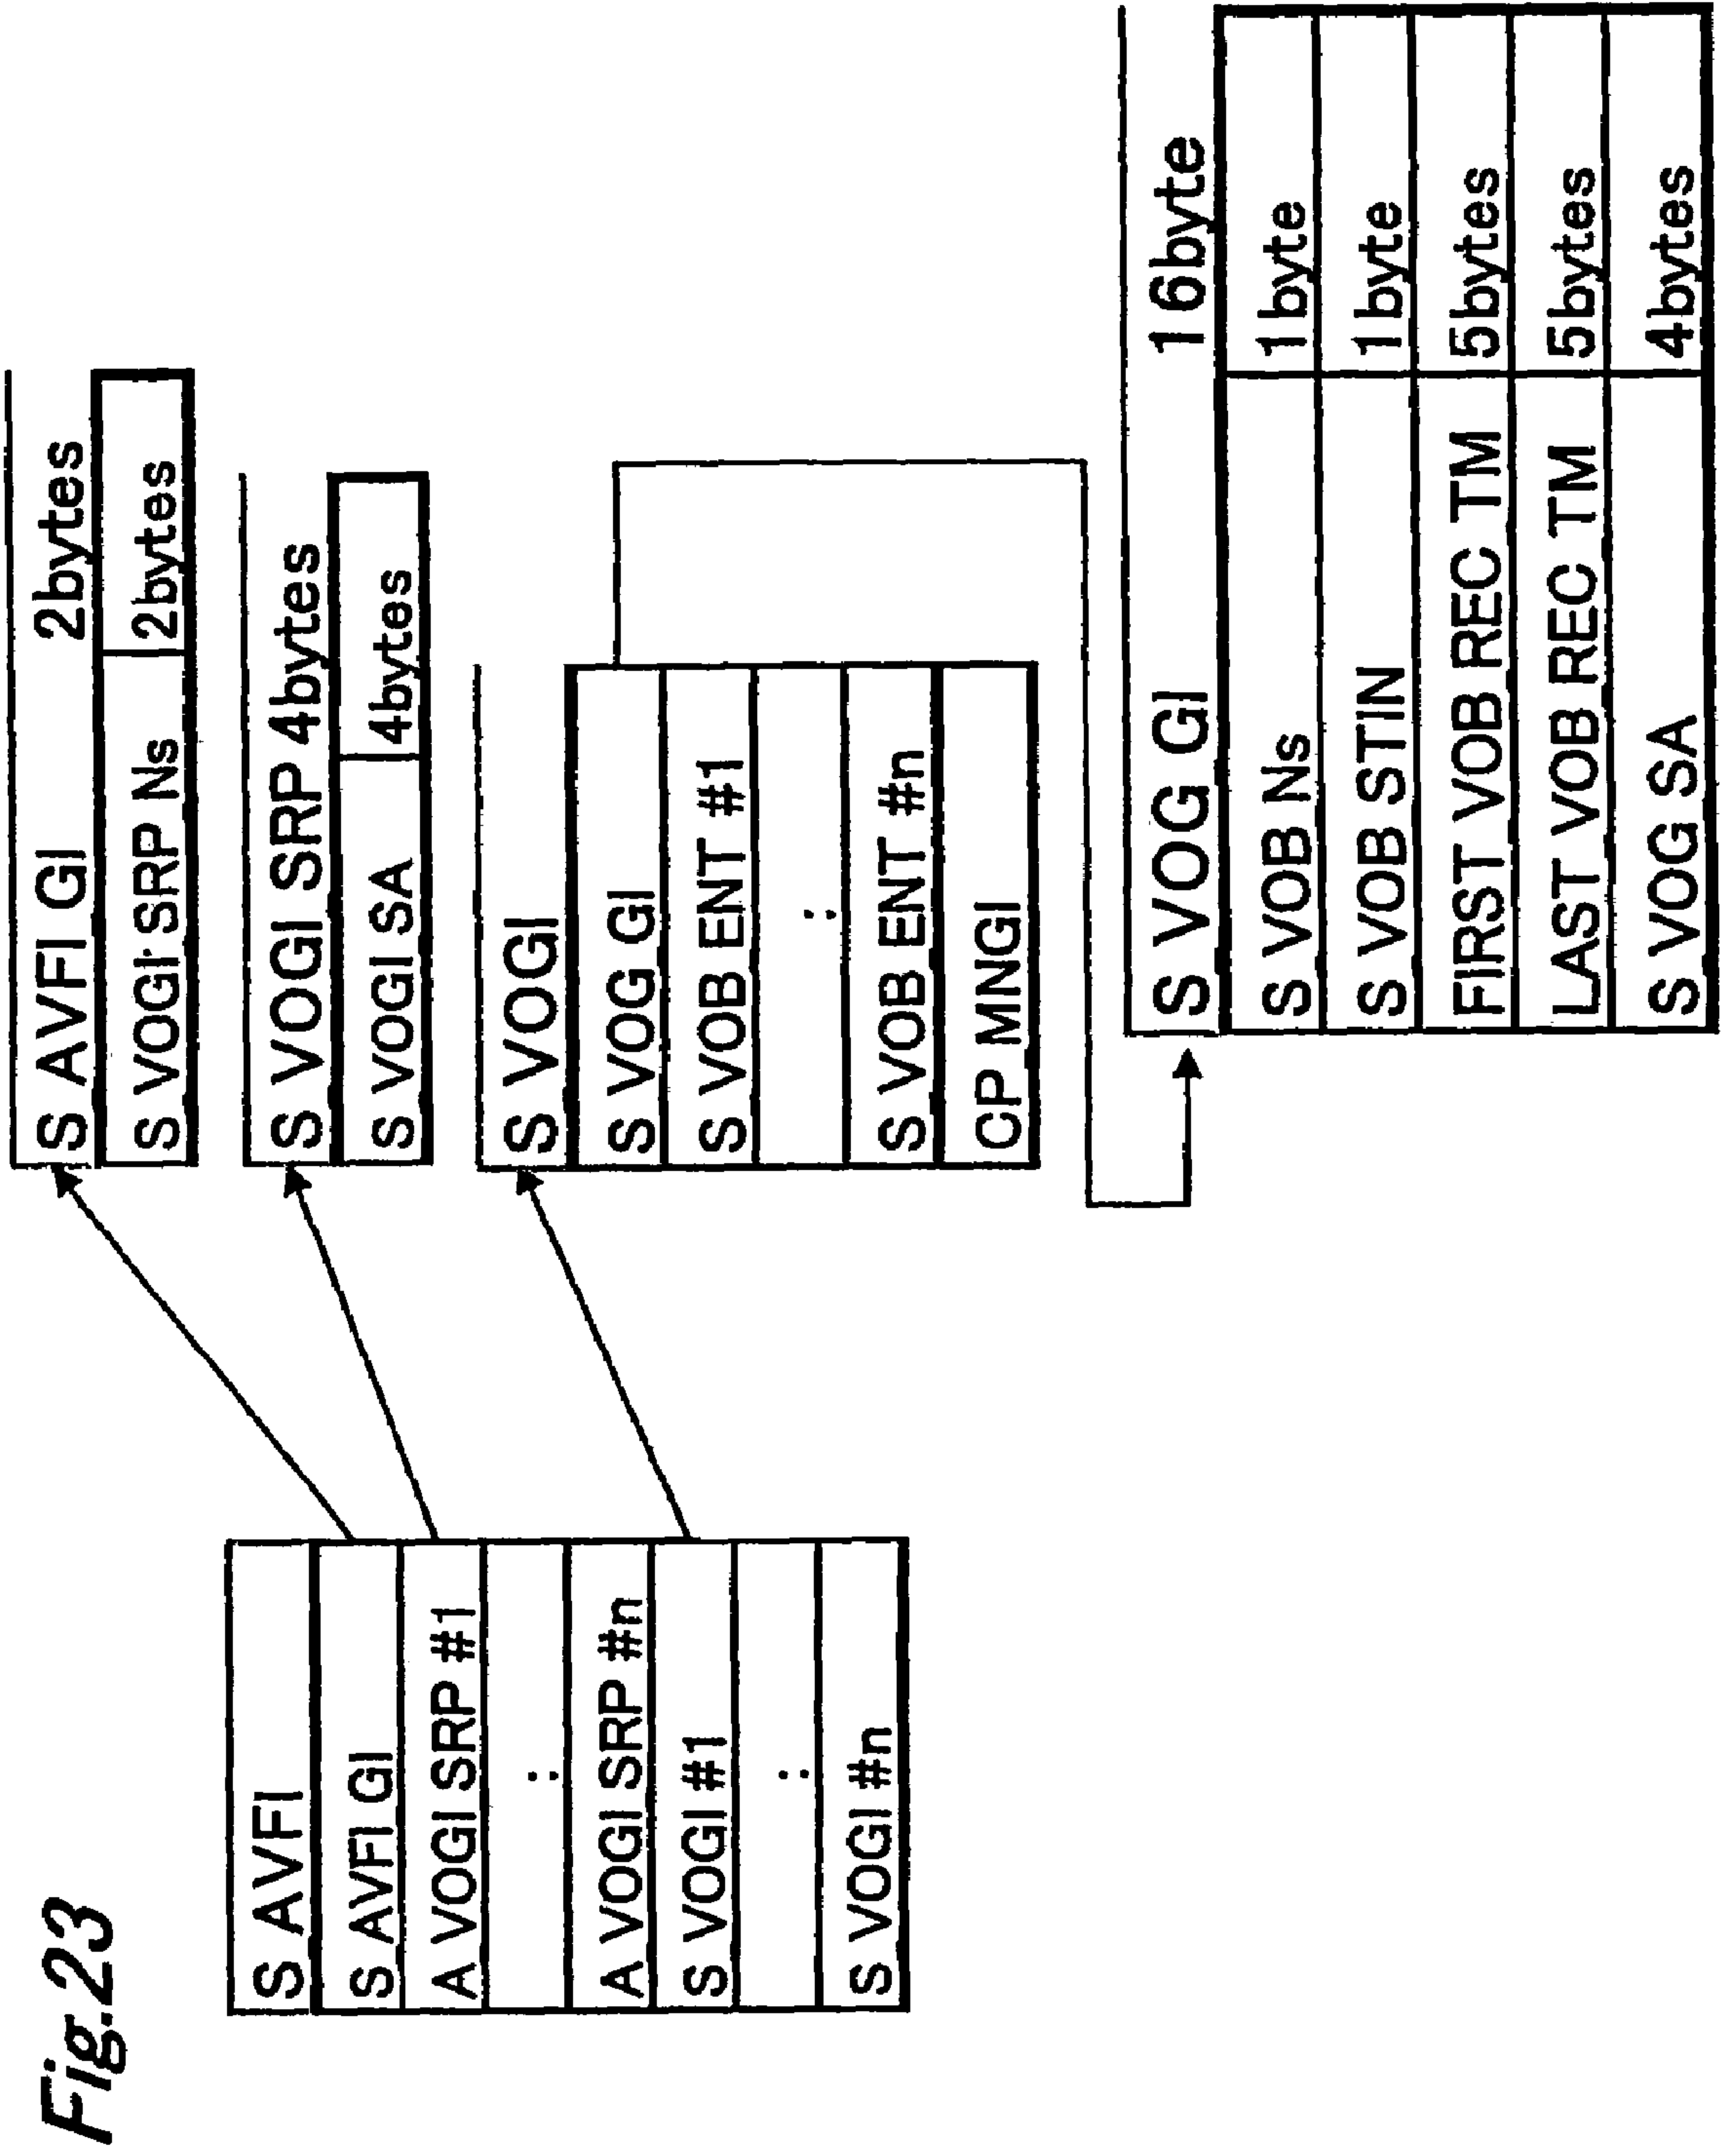 Fig.23
S AVFI
S AVFI GI
A VOGI SRP #1
:
A VOGI SRP #n
S VOGI #1
:
S VOGI #n
S AVFI GI 2bytes
S VOGI SRP Ns 2bytes
S VOGI SRP 4bytes
S VOGI SA 4bytes
S VOGI
S VOG GI
S VOB ENT #1
:
S VOB ENT #n
CP MNGI
S VOG GI 16byte
S VOB Ns 1byte
S VOB STIN 1byte
FIRST VOB REC TM 5bytes
LAST VOB REC TM 5bytes
S VOG SA 4bytes